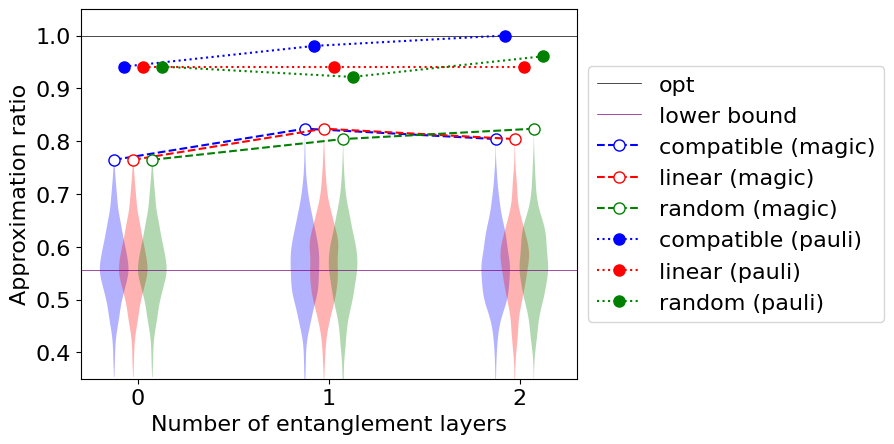 1.0
0.9
0.8
0.7
0.6
0.5
0.4
Approximation ratio
0 1 2
Number of entanglement layers
opt
lower bound
compatible (magic)
linear (magic)
random (magic)
compatible (pauli)
linear (pauli)
random (pauli)